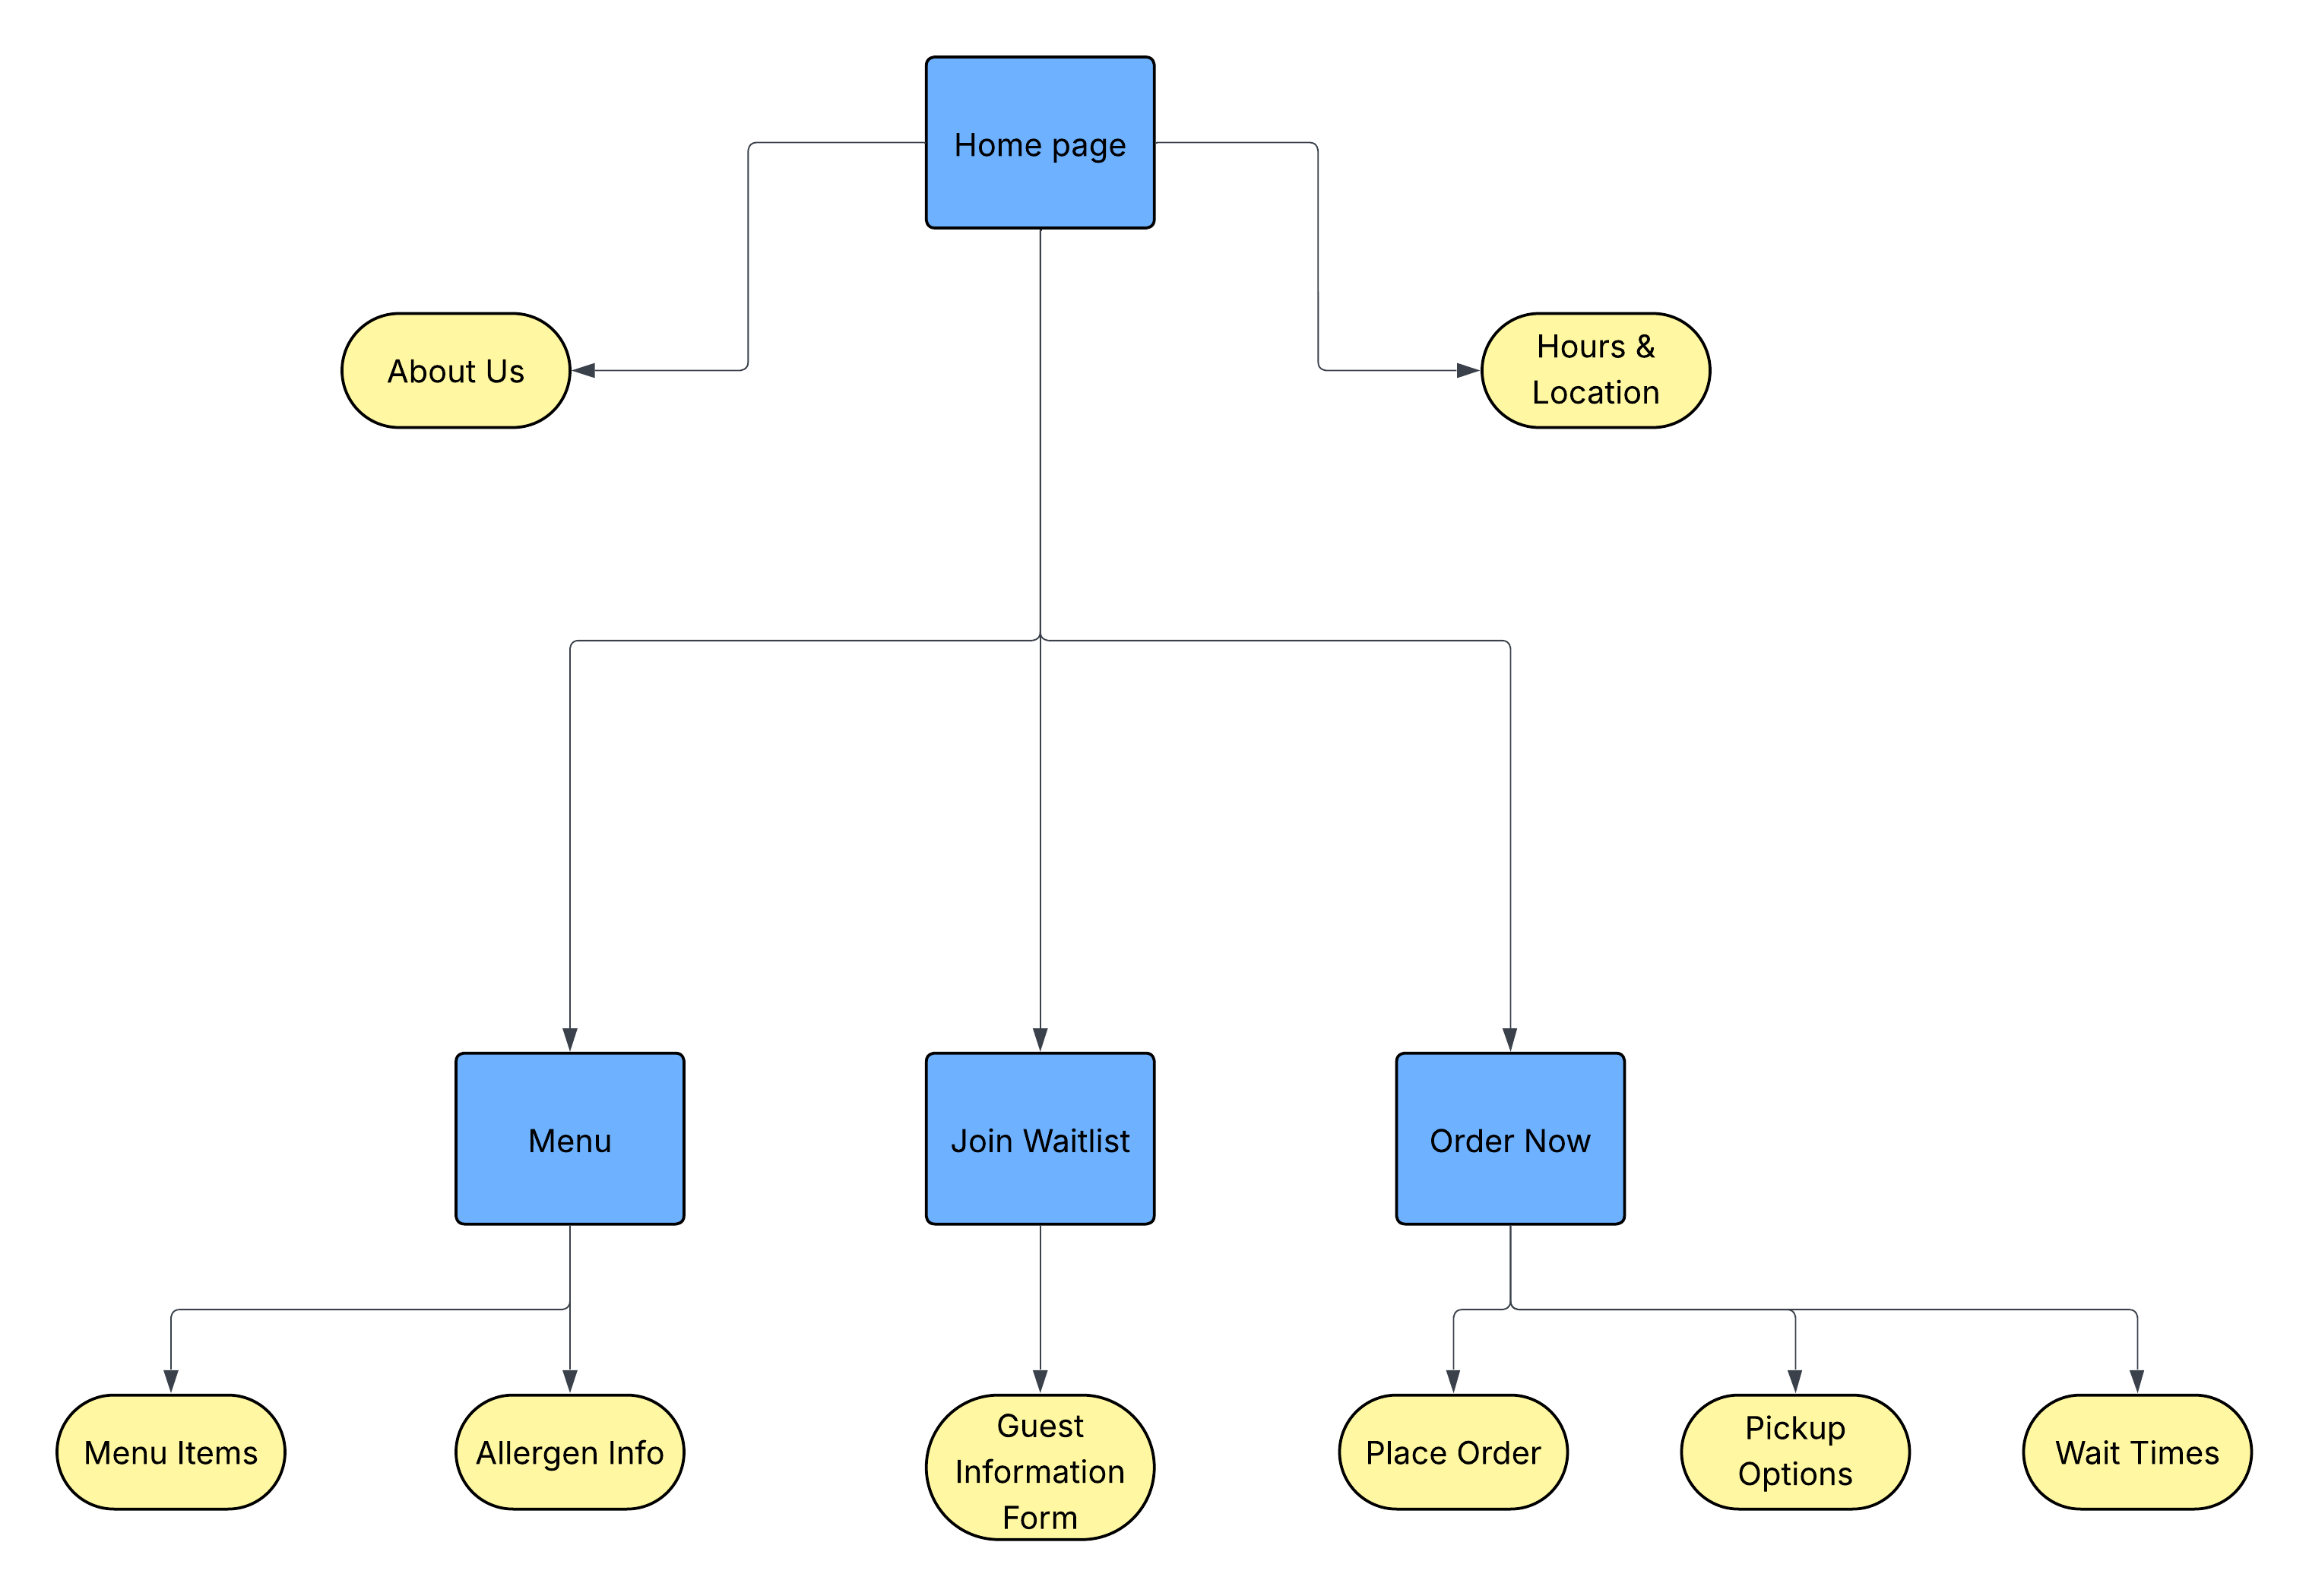 Home page
About Us
Hours &
Location
Menu
Join Waitlist
Order Now
Menu Items
Allergen Info
Guest
Information
Form
Place Order
Pickup
Options
Wait Times